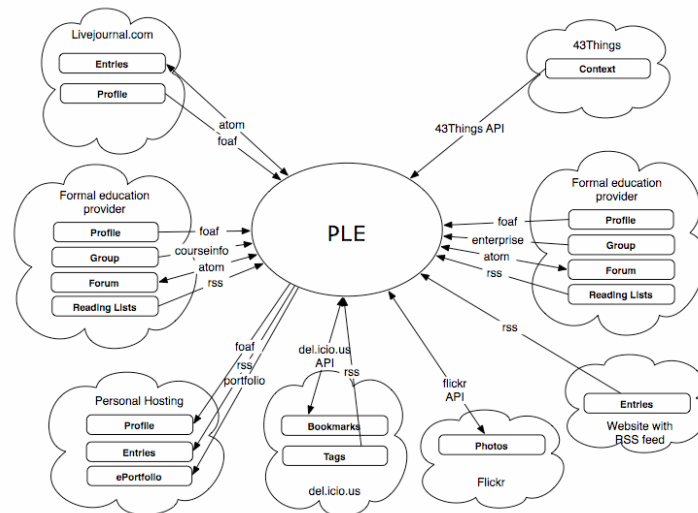 Livejournal.com
Entries
Profile
atom
foaf
43Things
Context
43Things API
Formal education
provider
Profile
Group
Forum
Reading Lists
foaf
courseinfo
atom
rss
PLE
Formal education
provider
Profile
Group
Forum
Reading Lists
foaf
enterprise
atom
rss
foaf
rss
portfolio
Personal Hosting
Profile
Entries
ePortfolio
del.icio.us
API
rss
Bookmarks
Tags
del.icio.us
flickr
API
Photos
Flickr
rss
Entries
Website with
RSS feed